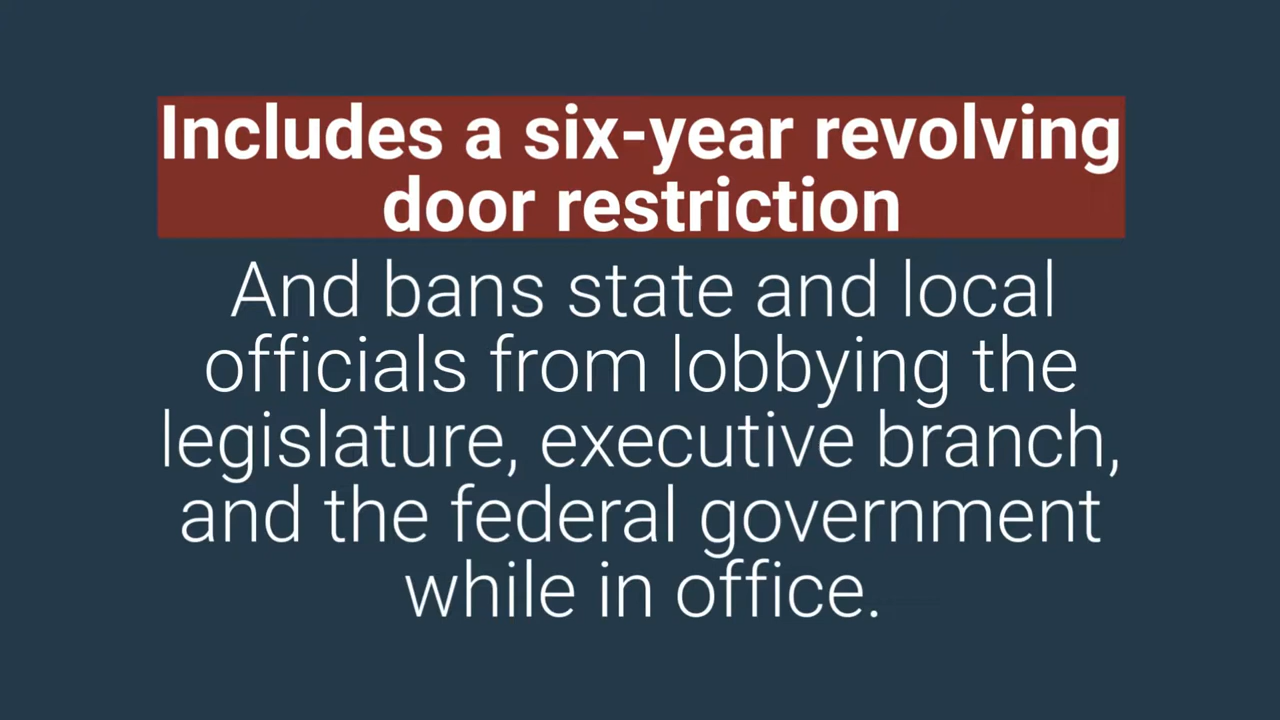 Includes a six-year revolving
door restriction
And bans state and local
officials from lobbying the
legislature, executive branch,
and the federal government
while in office.